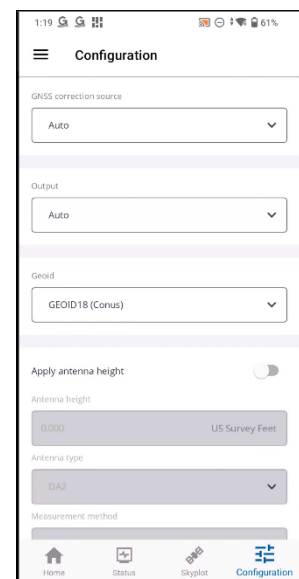 1:19 61%
Configuration
GNSS correction source
Auto
Output
Auto
Geoid
GEOID18 (Conus)
Apply antenna height
Antenna height
0.000 US Survey Feet
Antenna type
DA2
Measurement method
Home Status Skyplot Configuration